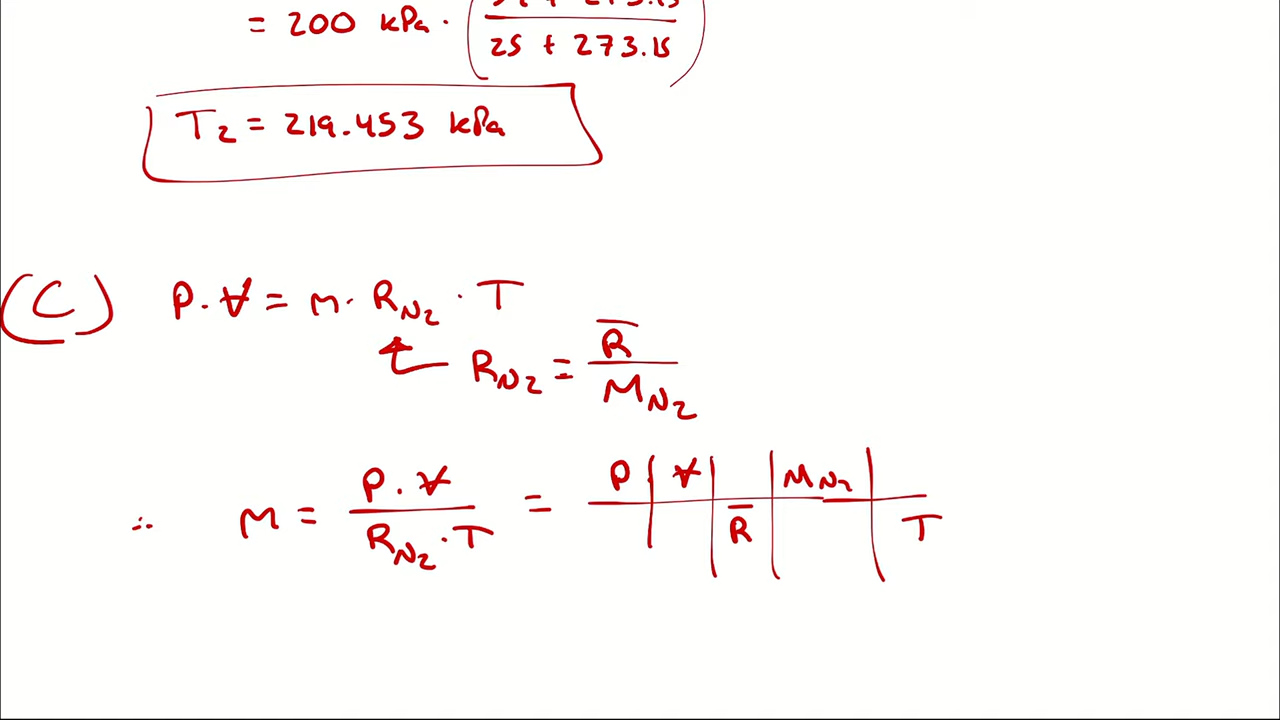 = 200 kPa · (
25 + 273.15
T₂ = 219.453 kPa
(C) P · V̶ = m · R_N₂ · T
R_N₂ = R̅ / M_N₂
∴ m = P · V̶ / R_N₂ · T = P | V̶ | R̅ | M_N₂ | T